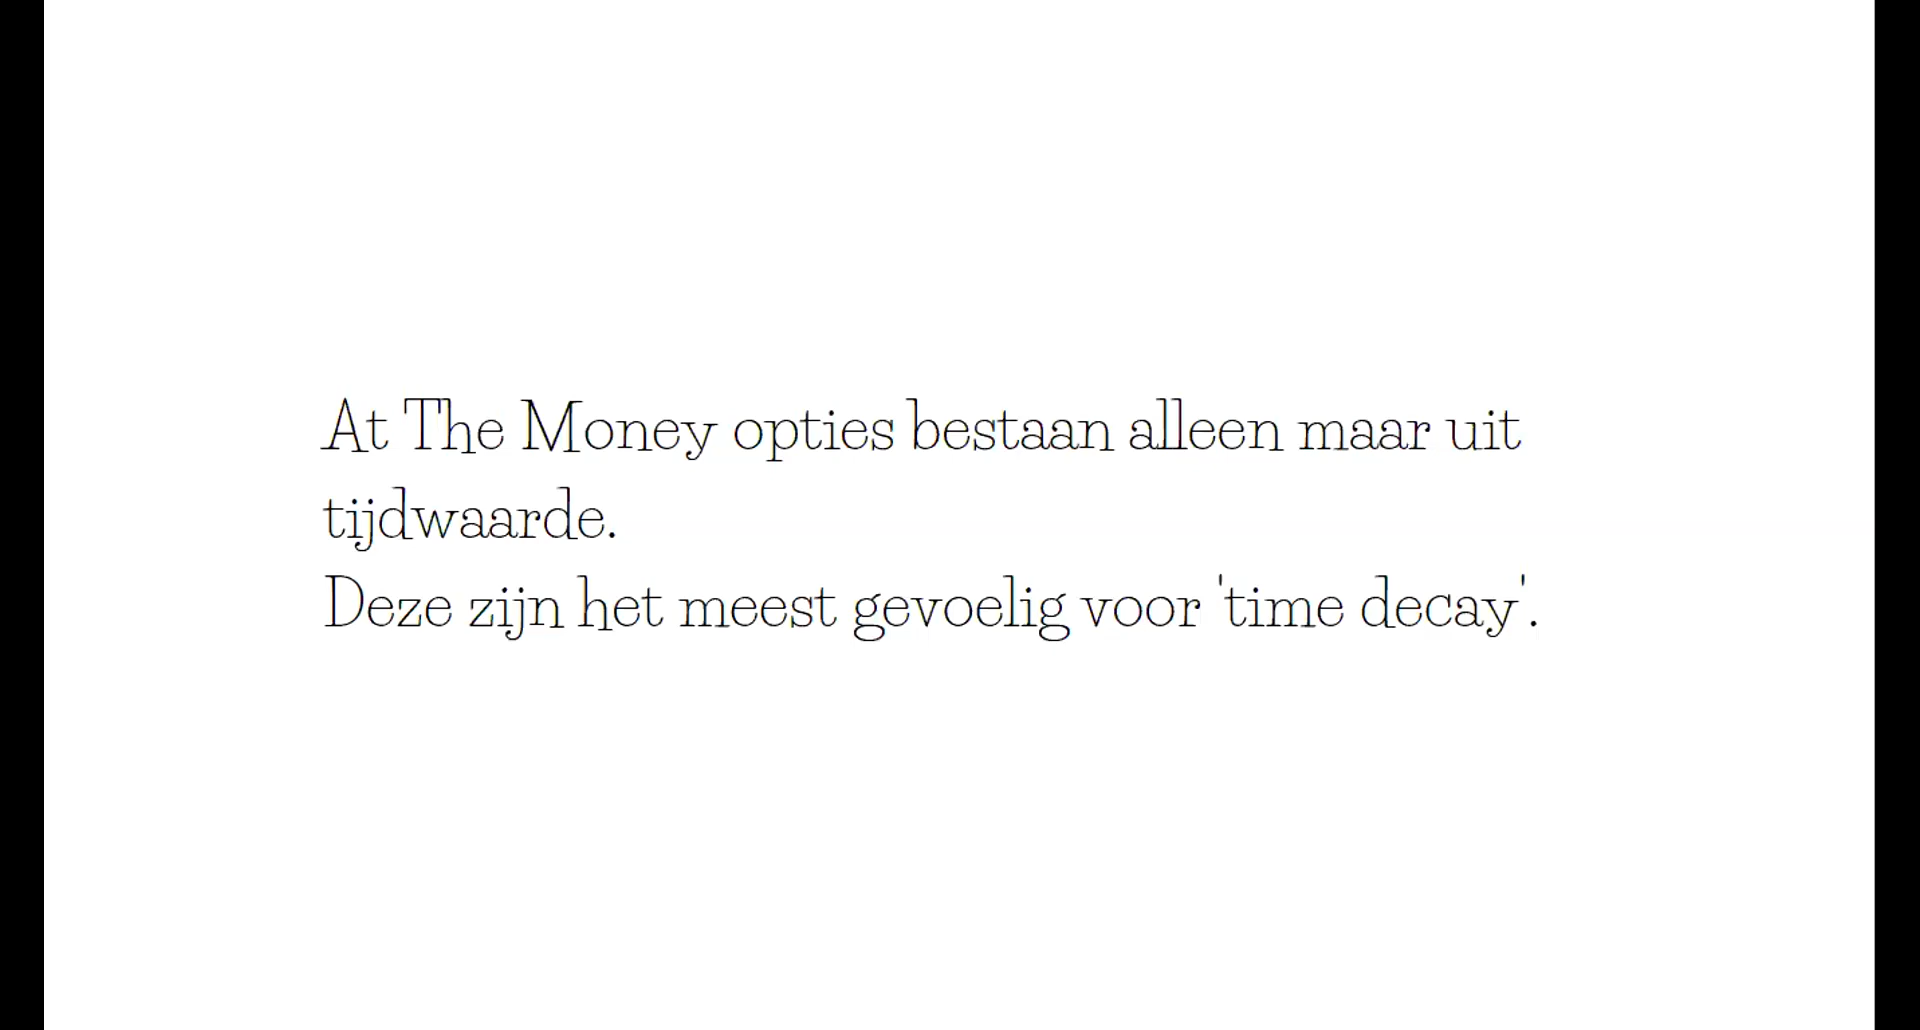 At The Money opties bestaan alleen maar uit
tijdwaarde.
Deze zijn het meest gevoelig voor 'time decay'.